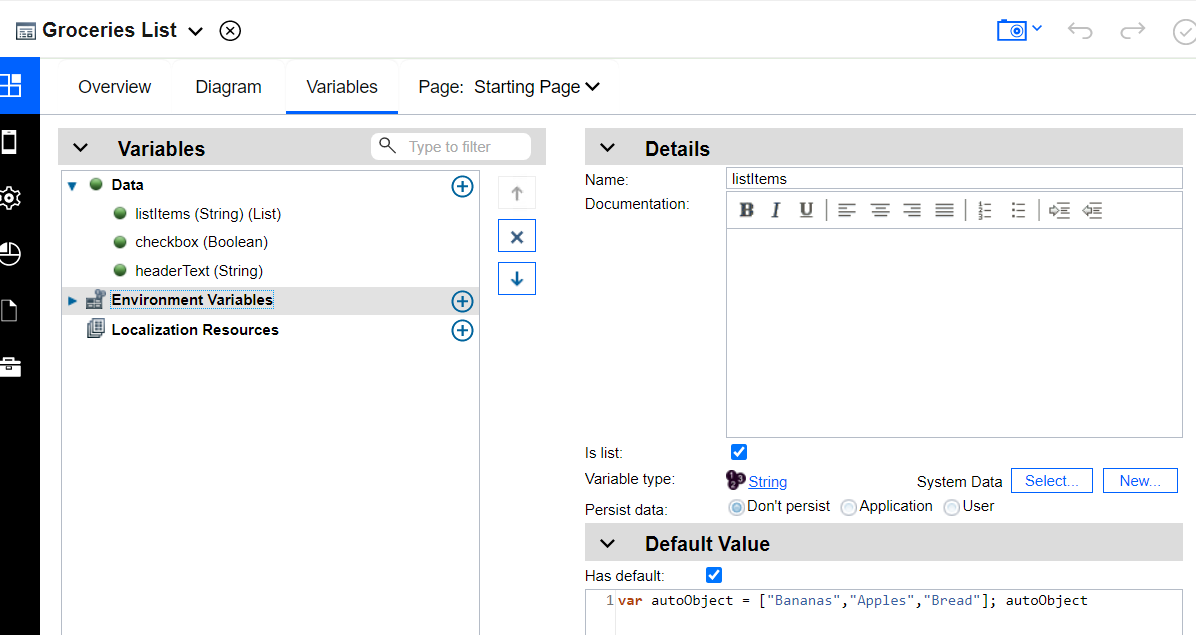 Groceries List
Overview Diagram Variables Page: Starting Page
Variables Type to filter
Data
listItems (String) (List)
checkbox (Boolean)
headerText (String)
Environment Variables
Localization Resources
Details
Name: listItems
Documentation:
B I U
Is list:
Variable type: String System Data Select... New...
Persist data: Don't persist Application User
Default Value
Has default:
1 var autoObject = ["Bananas","Apples","Bread"]; autoObject